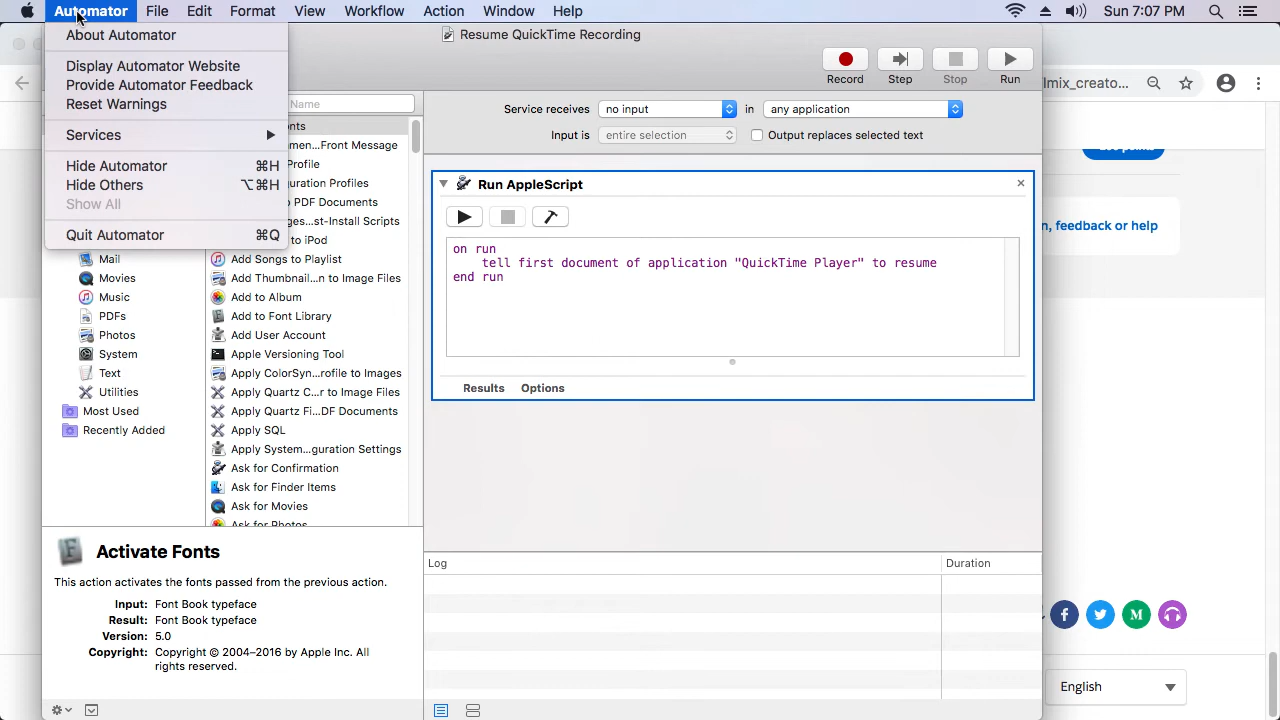 Automator File Edit Format View Workflow Action Window Help Sun 7:07 PM
Resume QuickTime Recording
About Automator
Display Automator Website
Provide Automator Feedback
Reset Warnings
Services
Hide Automator ⌘H
Hide Others ⌥⌘H
Show All
Quit Automator ⌘Q
Record Step Stop Run
Name
Service receives no input in any application
Input is entire selection Output replaces selected text
Run AppleScript
on run
tell first document of application "QuickTime Player" to resume
end run
Results Options
Front Message
guration Profiles
to PDF Documents
st-Install Scripts
to iPod
Mail
Movies
Music
PDFs
Photos
System
Text
Utilities
Most Used
Recently Added
Add Songs to Playlist
Add Thumbnail...n to Image Files
Add to Album
Add to Font Library
Add User Account
Apple Versioning Tool
Apply ColorSyn...rofile to Images
Apply Quartz C...r to Image Files
Apply Quartz Fi...DF Documents
Apply SQL
Apply System...guration Settings
Ask for Confirmation
Ask for Finder Items
Ask for Movies
Ask for Photos
Activate Fonts
This action activates the fonts passed from the previous action.
Input: Font Book typeface
Result: Font Book typeface
Version: 5.0
Copyright: Copyright © 2004–2016 by Apple Inc. All
rights reserved.
Log Duration
lmix_creato...
n, feedback or help
English